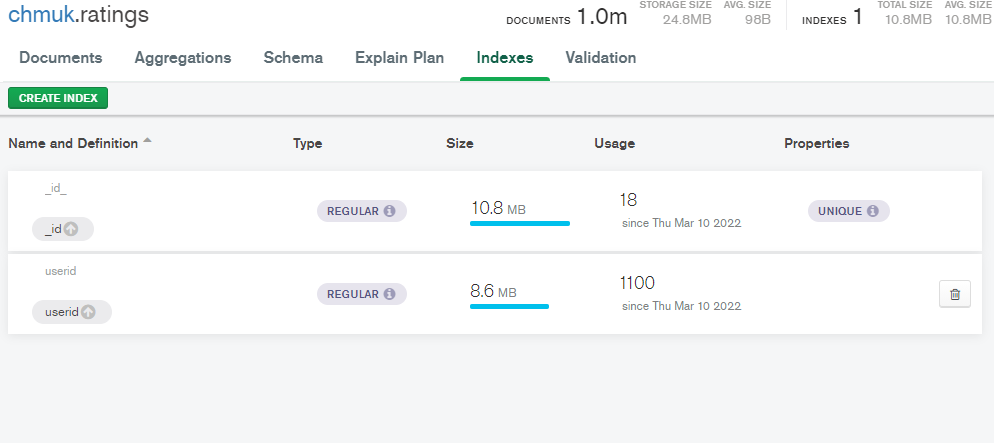 chmuk.ratings
DOCUMENTS 1.0m
STORAGE SIZE
24.8MB
AVG. SIZE
98B
INDEXES 1
TOTAL SIZE
10.8MB
AVG. SIZE
10.8MB
Documents Aggregations Schema Explain Plan Indexes Validation
CREATE INDEX
Name and Definition Type Size Usage Properties
_id_
_id
REGULAR
10.8 MB
18
since Thu Mar 10 2022
UNIQUE
userid
userid
REGULAR
8.6 MB
1100
since Thu Mar 10 2022